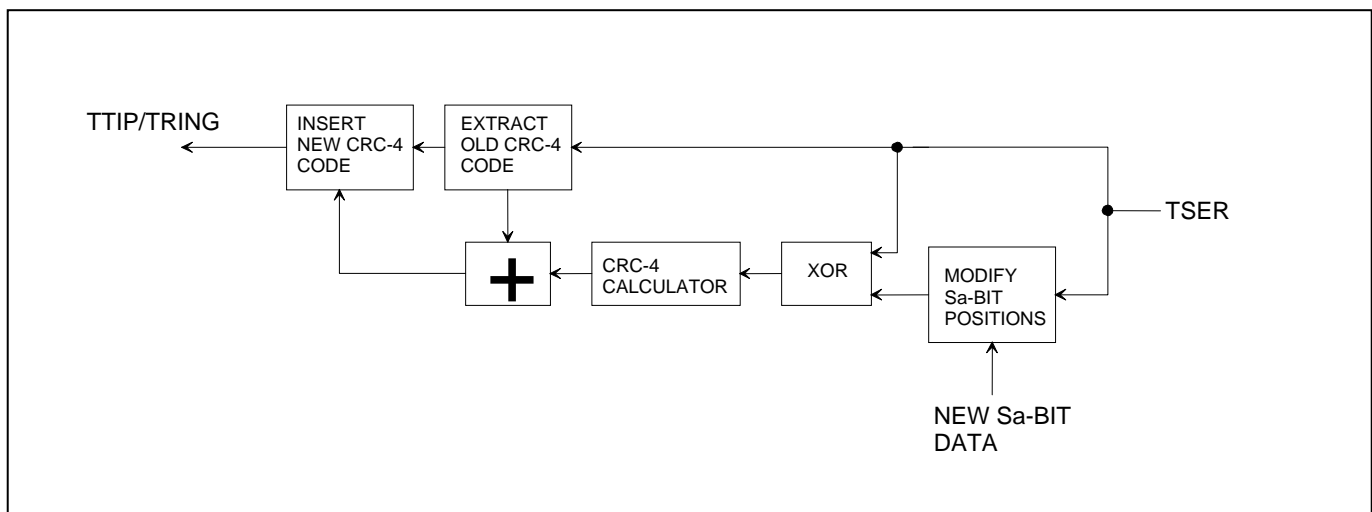 TTIP/TRING
INSERT
NEW CRC-4
CODE
EXTRACT
OLD CRC-4
CODE
TSER
+
CRC-4
CALCULATOR
XOR
MODIFY
Sa-BIT
POSITIONS
NEW Sa-BIT
DATA